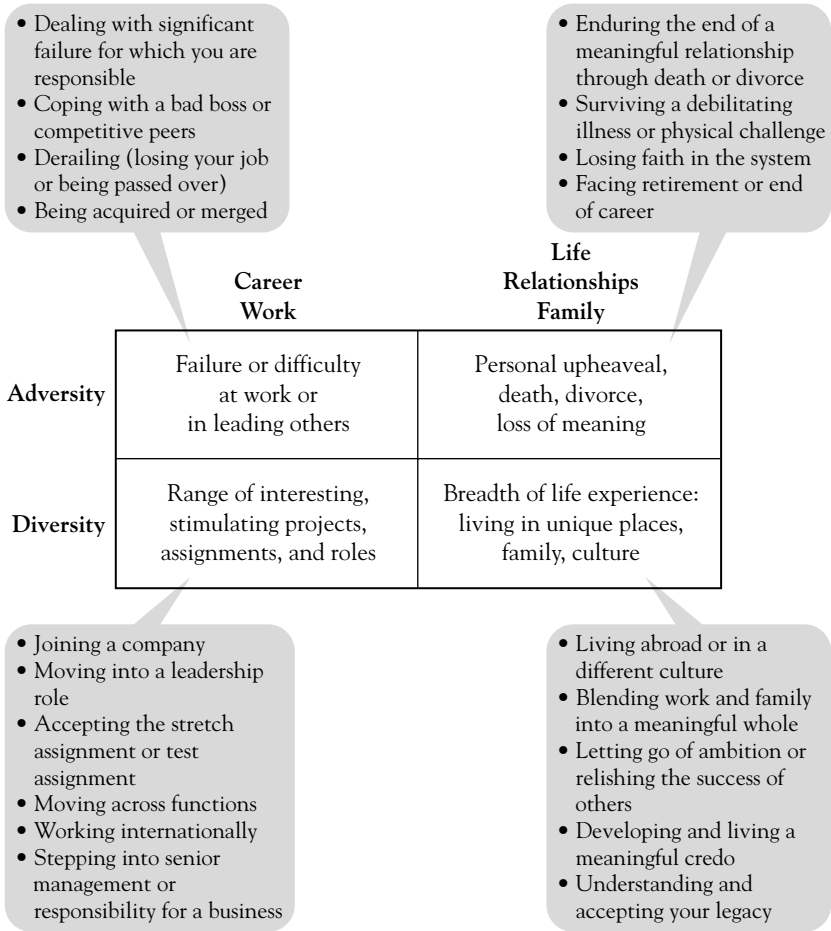 • Dealing with significant
failure for which you are
responsible
• Coping with a bad boss or
competitive peers
• Derailing (losing your job
or being passed over)
• Being acquired or merged
• Enduring the end of a
meaningful relationship
through death or divorce
• Surviving a debilitating
illness or physical challenge
• Losing faith in the system
• Facing retirement or end
of career
Career
Work
Life
Relationships
Family
Adversity
Failure or difficulty
at work or
in leading others
Personal upheaveal,
death, divorce,
loss of meaning
Diversity
Range of interesting,
stimulating projects,
assignments, and roles
Breadth of life experience:
living in unique places,
family, culture
• Joining a company
• Moving into a leadership
role
• Accepting the stretch
assignment or test
assignment
• Moving across functions
• Working internationally
• Stepping into senior
management or
responsibility for a business
• Living abroad or in a
different culture
• Blending work and family
into a meaningful whole
• Letting go of ambition or
relishing the success of
others
• Developing and living a
meaningful credo
• Understanding and
accepting your legacy